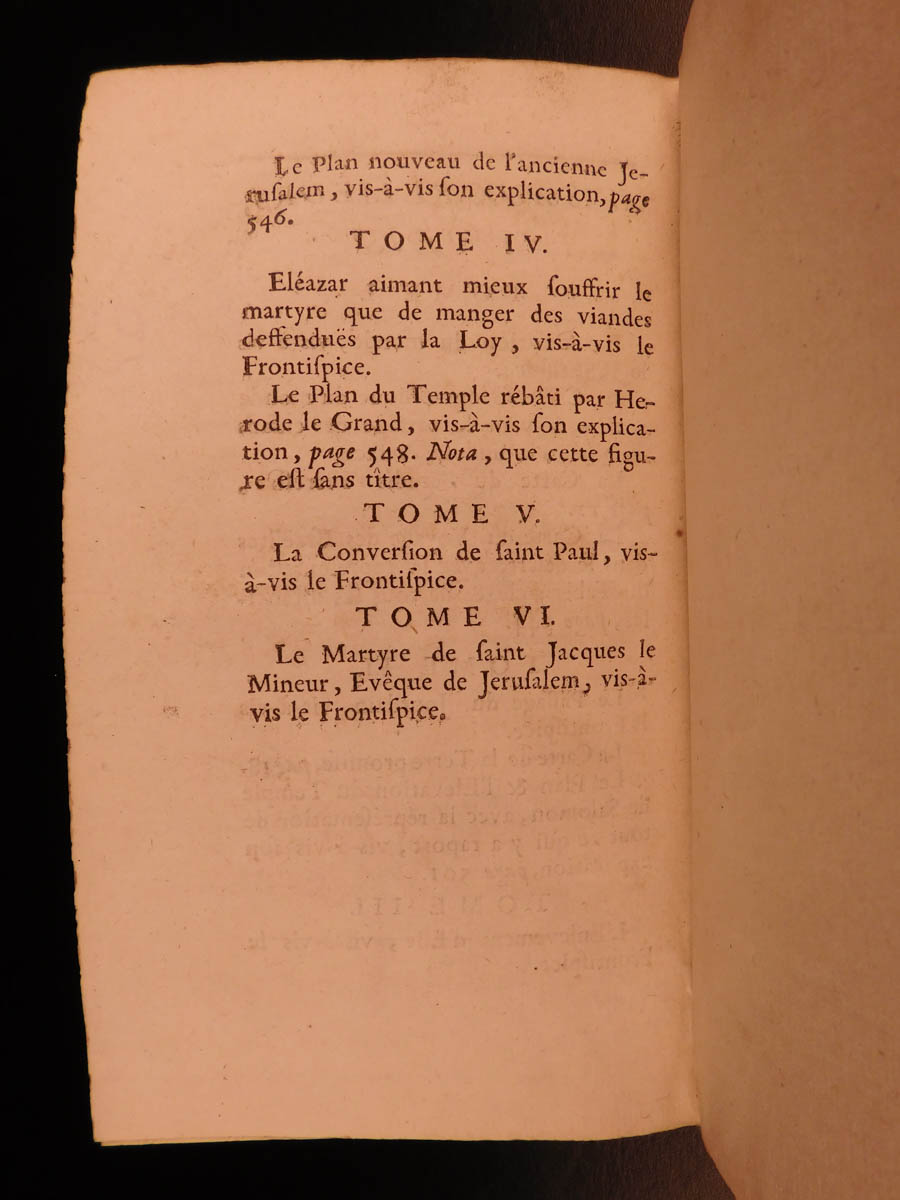 Le Plan nouveau de l'ancienne Je-
ruſalem, vis-à-vis ſon explication, page
546.
TOME IV.
Eléazar aimant mieux ſouffrir le
martyre que de manger des viandes
deffenduës par la Loy, vis-à-vis le
Frontiſpice.
Le Plan du Temple rébâti par He-
rode le Grand, vis-à-vis ſon explica-
tion, page 548. Nota, que cette figu-
re eſt ſans tître.
TOME V.
La Converſion de ſaint Paul, vis-
à-vis le Frontiſpice.
TOME VI.
Le Martyre de ſaint Jacques le
Mineur, Evêque de Jeruſalem, vis-à-
vis le Frontiſpice.